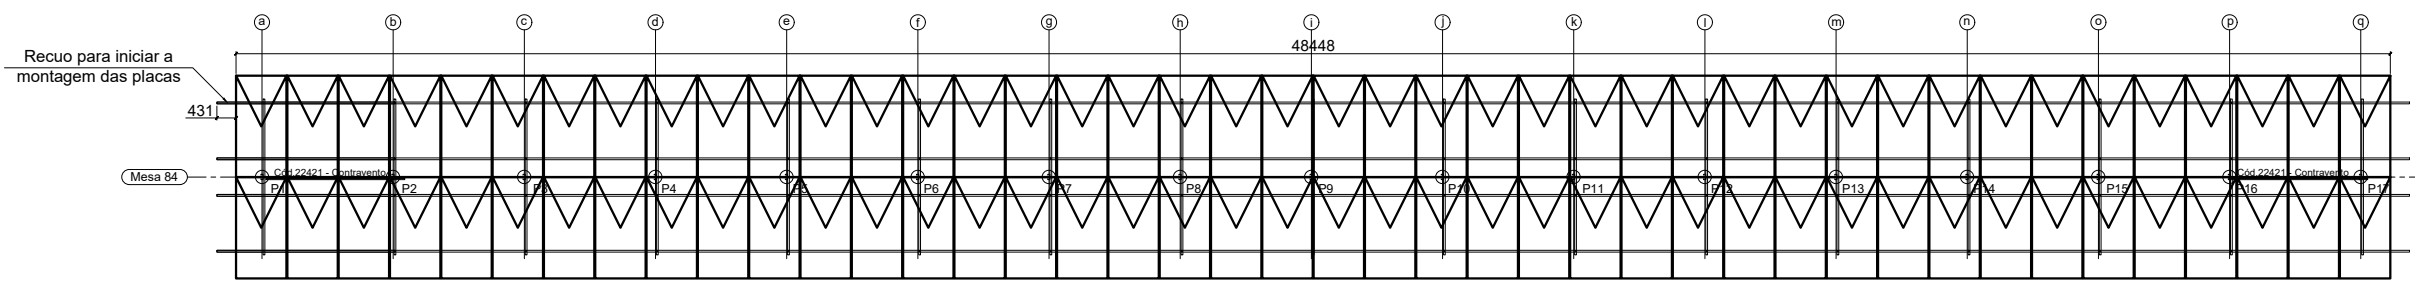 a b c d e f g h i j k l m n o p q
48448
Recuo para iniciar a
montagem das placas
431
Mesa 84
Cód.22421 - Contravento
Cód.22421 - Contravento
P1 P2 P3 P4 P5 P6 P7 P8 P9 P10 P11 P12 P13 P14 P15 P16 P17